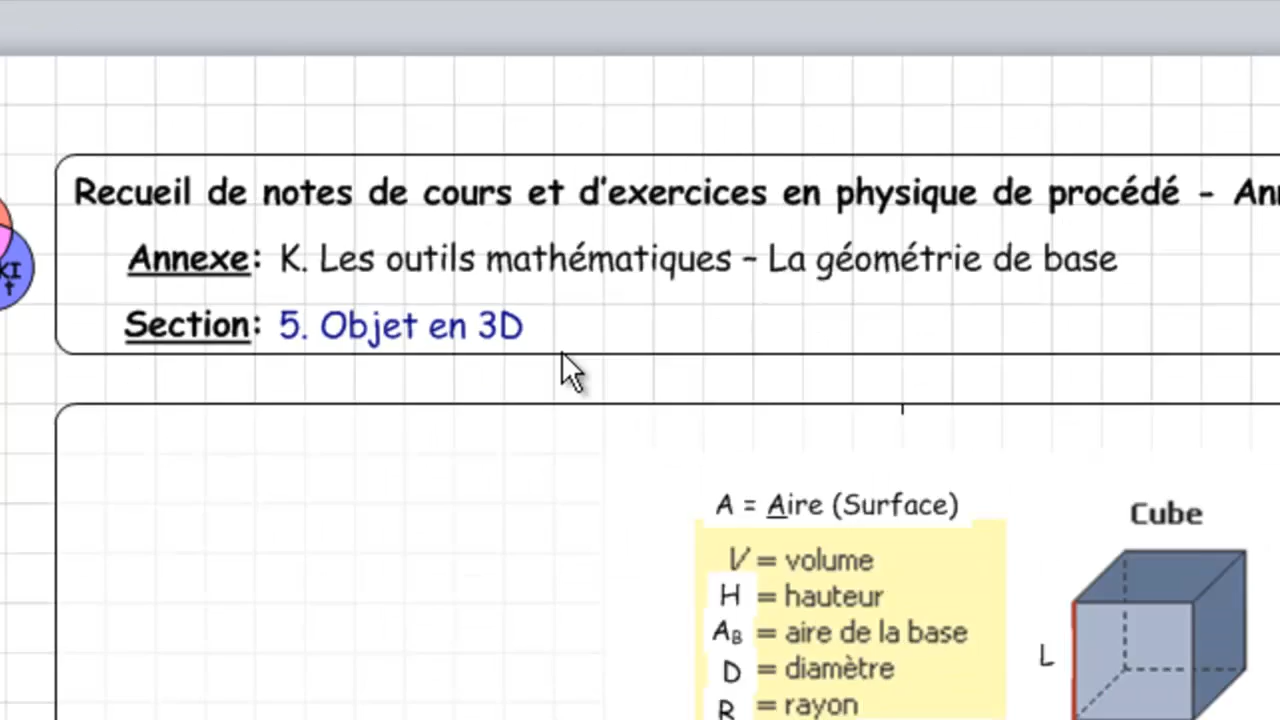 Recueil de notes de cours et d'exercices en physique de procédé -
Annexe: K. Les outils mathématiques - La géométrie de base
Section: 5. Objet en 3D
A = Aire (Surface)
Cube
V = volume
H = hauteur
AB = aire de la base
L
D = diamètre
R = rayon